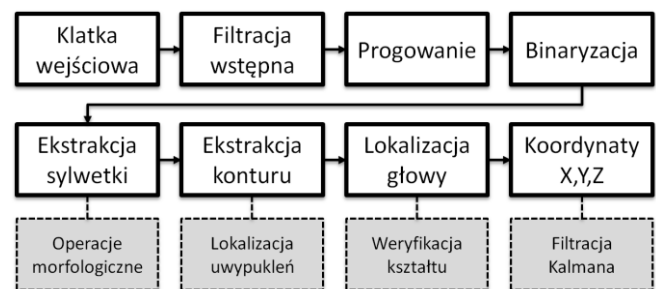 Klatka
wejściowa
Filtracja
wstępna
Progowanie
Binaryzacja
Ekstrakcja
sylwetki
Ekstrakcja
konturu
Lokalizacja
głowy
Koordynaty
X,Y,Z
Operacje
morfologiczne
Lokalizacja
uwypukleń
Weryfikacja
kształtu
Filtracja
Kalmana